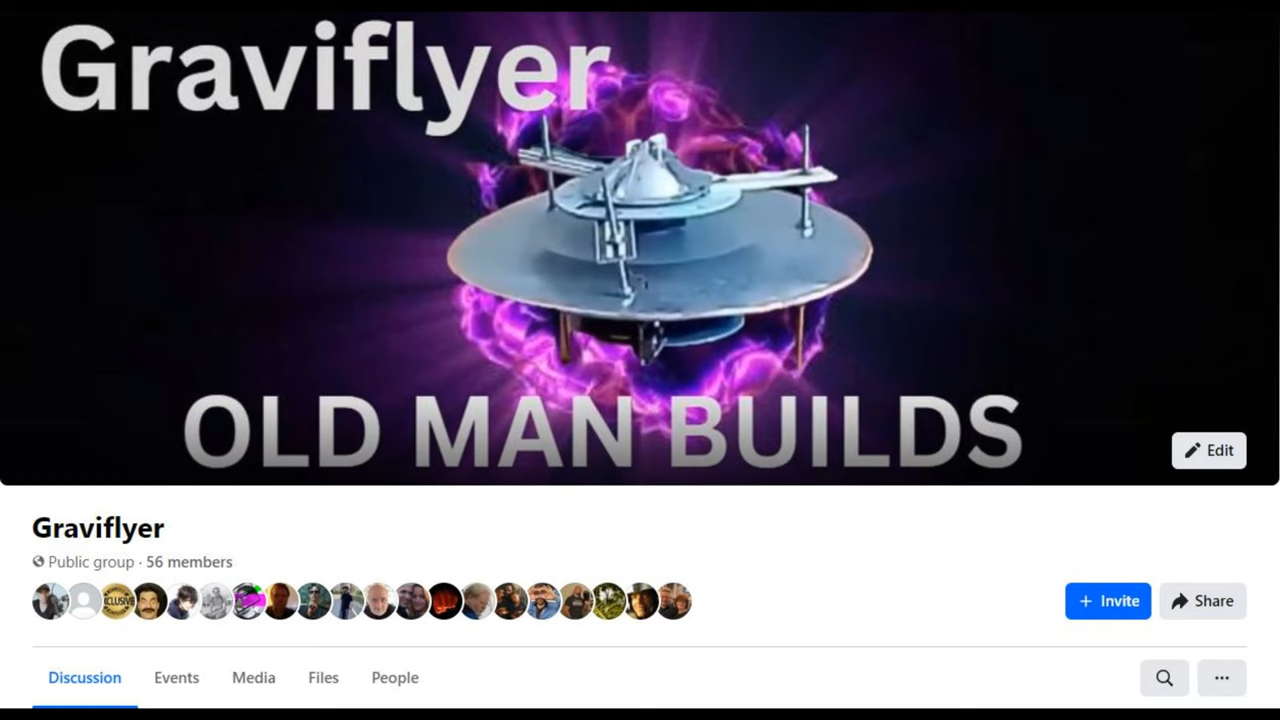 Graviflyer
OLD MAN BUILDS
Edit
Graviflyer
Public group · 56 members
+ Invite
Share
Discussion Events Media Files People